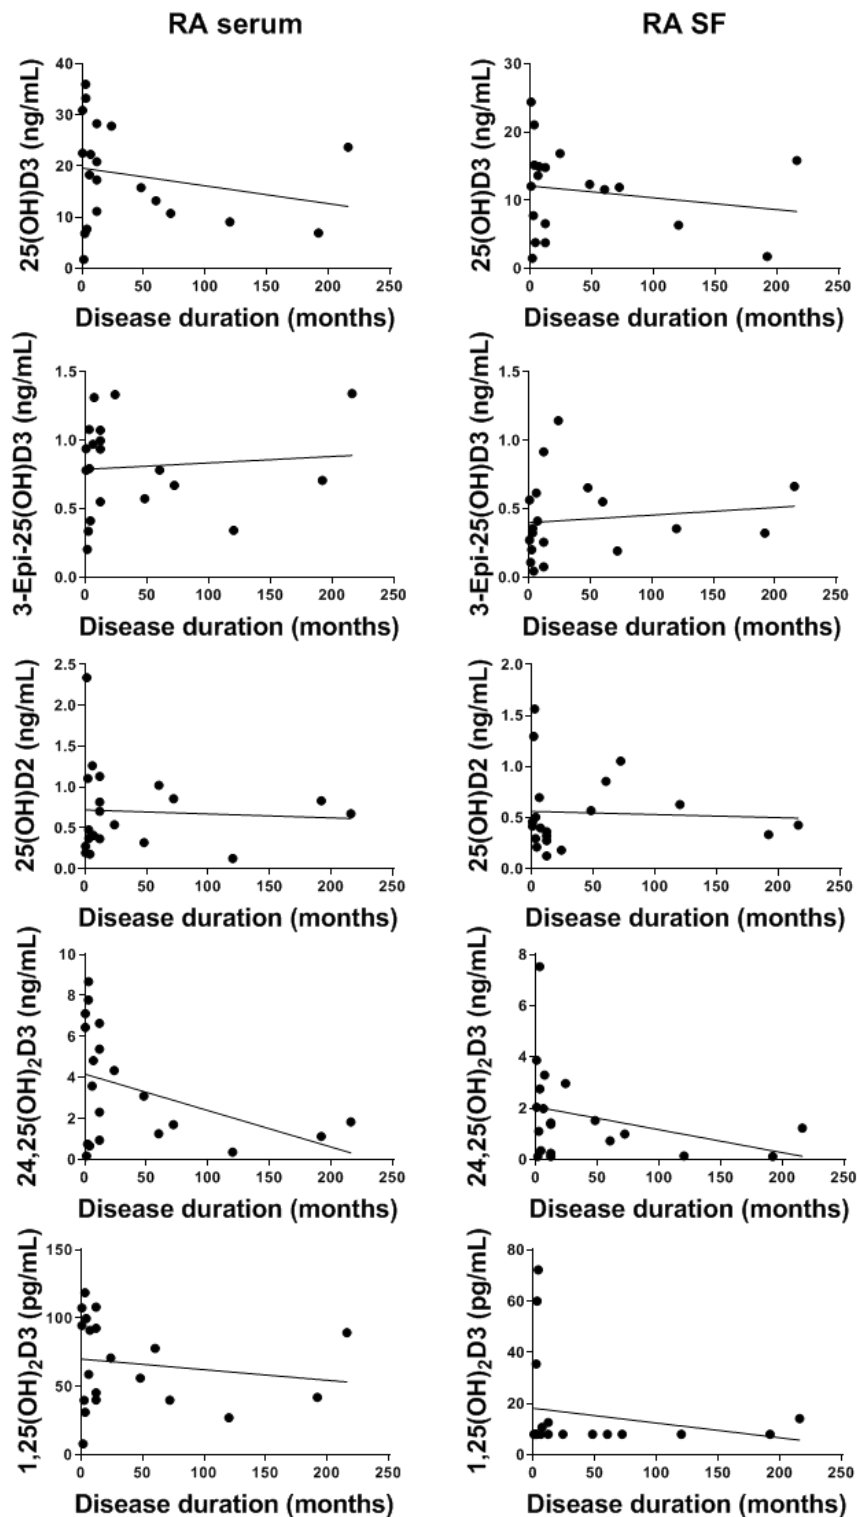 RA serum
RA SF
25(OH)D3 (ng/mL)
40
30
20
10
0
0 50 100 150 200 250
Disease duration (months)
25(OH)D3 (ng/mL)
30
20
10
0
0 50 100 150 200 250
Disease duration (months)
3-Epi-25(OH)D3 (ng/mL)
1.5
1.0
0.5
0.0
0 50 100 150 200 250
Disease duration (months)
3-Epi-25(OH)D3 (ng/mL)
1.5
1.0
0.5
0.0
0 50 100 150 200 250
Disease duration (months)
25(OH)D2 (ng/mL)
2.5
2.0
1.5
1.0
0.5
0.0
0 50 100 150 200 250
Disease duration (months)
25(OH)D2 (ng/mL)
2.0
1.5
1.0
0.5
0.0
0 50 100 150 200 250
Disease duration (months)
24,25(OH)₂D3 (ng/mL)
10
8
6
4
2
0
0 50 100 150 200 250
Disease duration (months)
24,25(OH)₂D3 (ng/mL)
8
6
4
2
0
0 50 100 150 200 250
Disease duration (months)
1,25(OH)₂D3 (pg/mL)
150
100
50
0
0 50 100 150 200 250
Disease duration (months)
1,25(OH)₂D3 (pg/mL)
80
60
40
20
0
0 50 100 150 200 250
Disease duration (months)